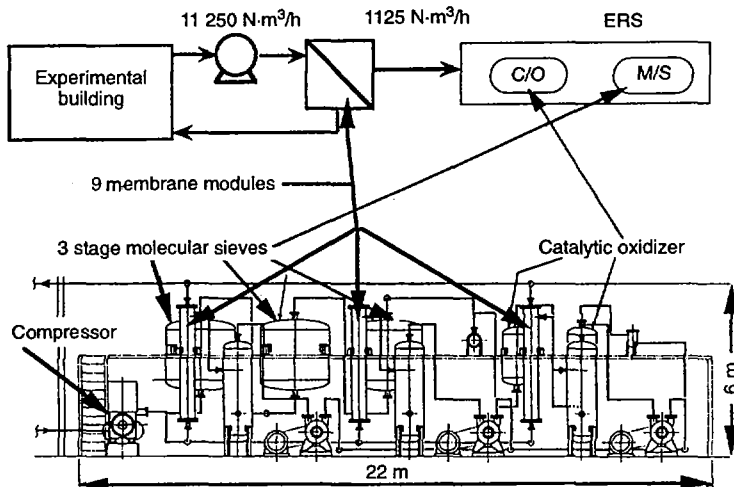 11 250 N·m³/h
1125 N·m³/h
ERS
Experimental
building
C/O
M/S
9 membrane modules
3 stage molecular sieves
Catalytic oxidizer
Compressor
6 m
22 m